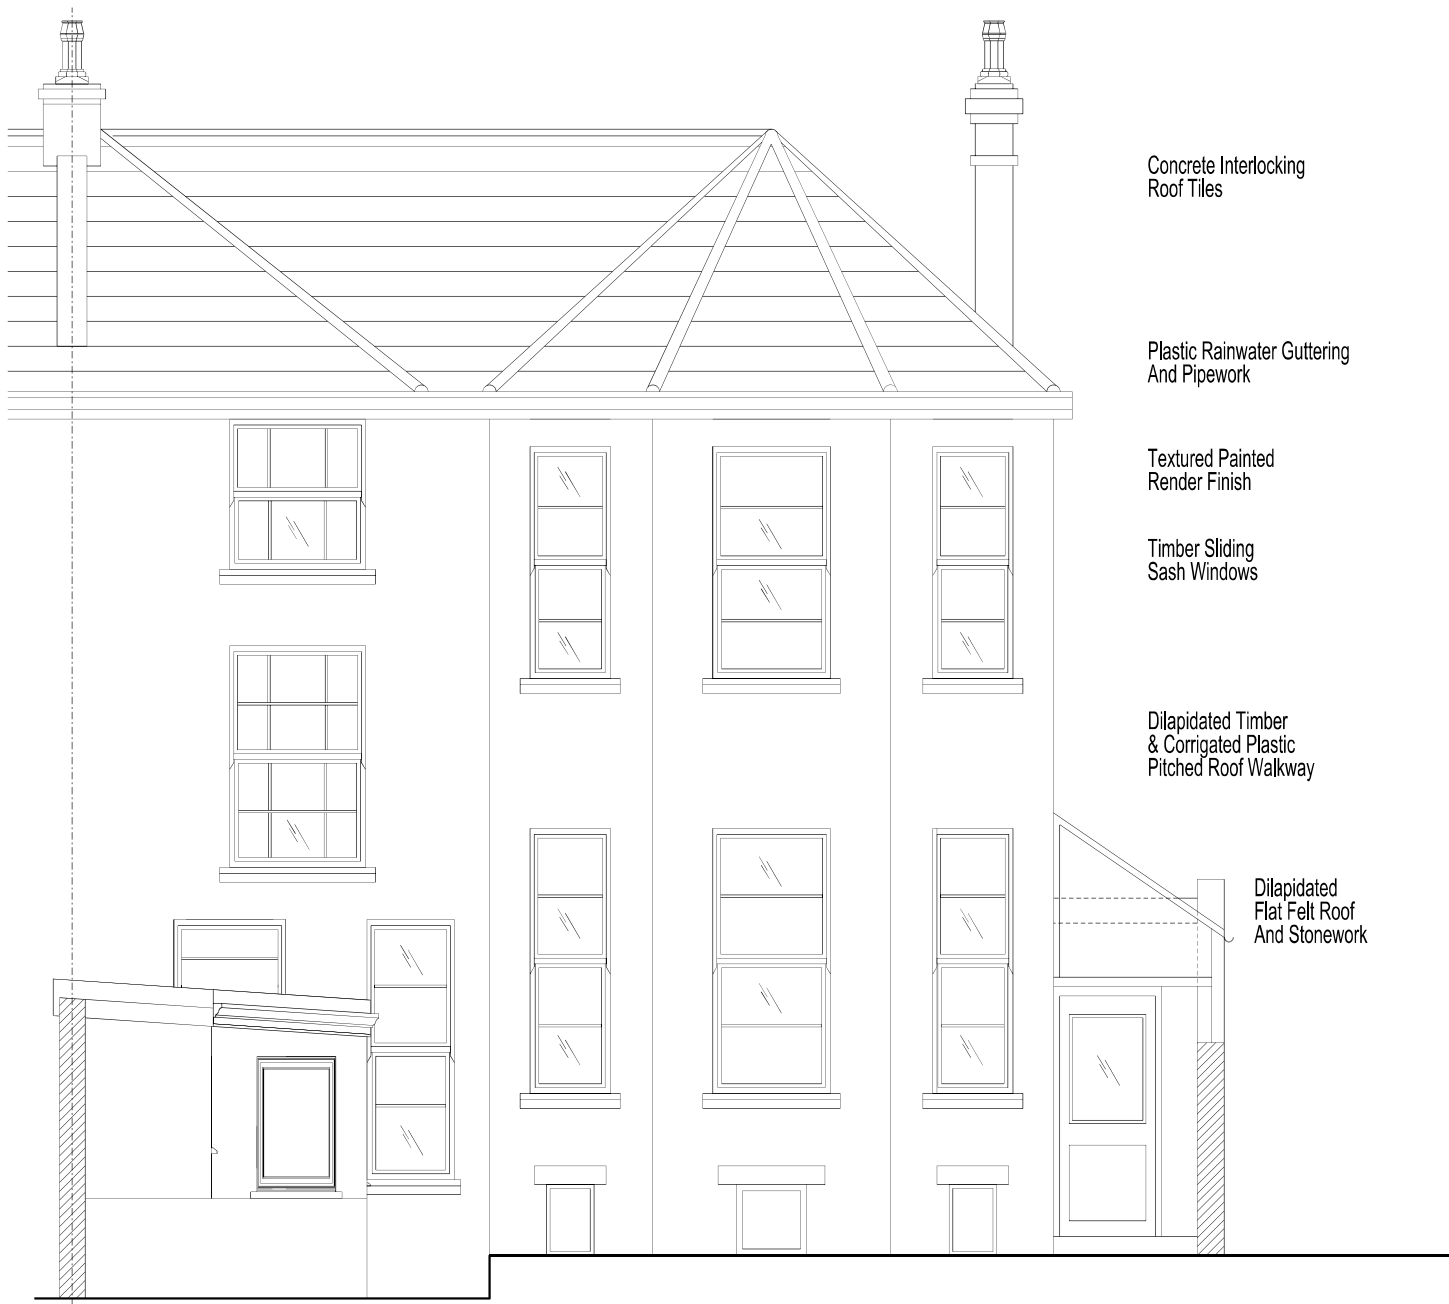 Concrete Interlocking
Roof Tiles
Plastic Rainwater Guttering
And Pipework
Textured Painted
Render Finish
Timber Sliding
Sash Windows
Dilapidated Timber
& Corrigated Plastic
Pitched Roof Walkway
Dilapidated
Flat Felt Roof
And Stonework